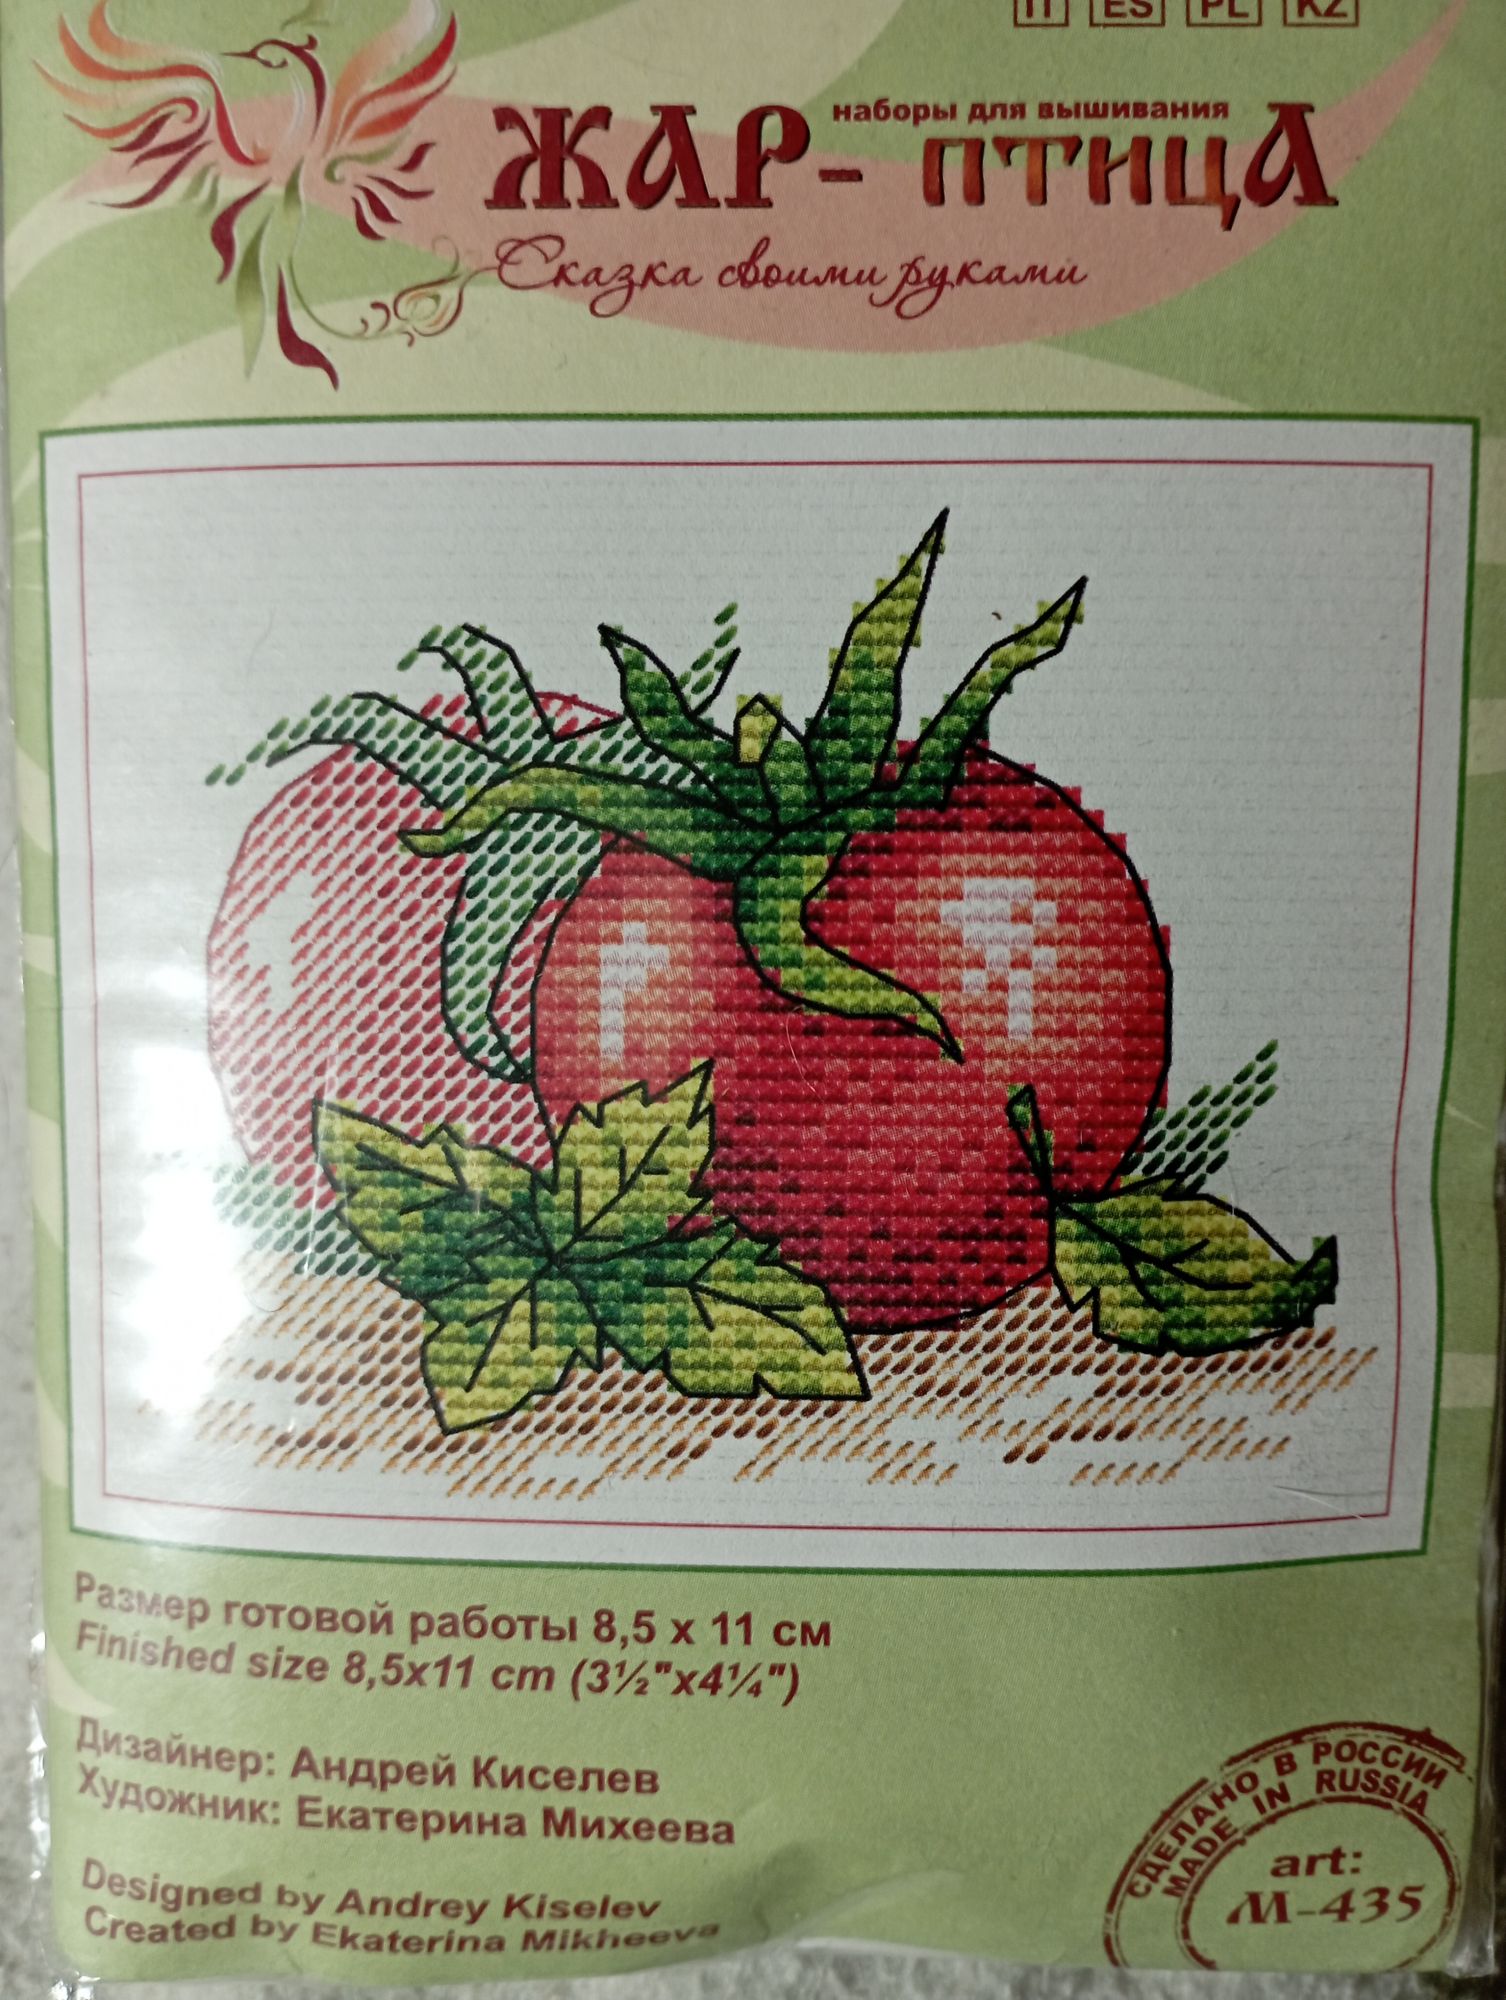 IT ES PL KZ
наборы для вышивания
ЖАР-ПТИЦА
Сказка своими руками
Размер готовой работы 8,5 х 11 см
Finished size 8,5x11 cm (3½"x4¼")
Дизайнер: Андрей Киселев
Художник: Екатерина Михеева
Designed by Andrey Kiselev
Created by Ekaterina Mikheeva
СДЕЛАНО В РОССИИ
MADE IN RUSSIA
art:
М-435